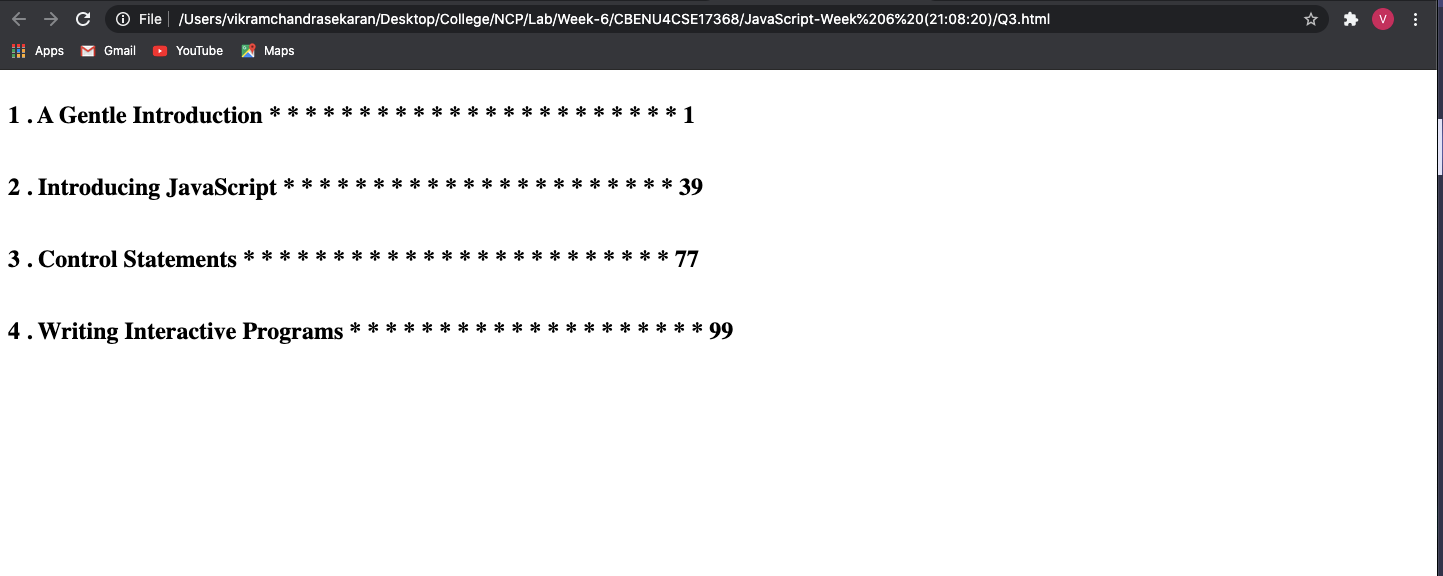 File /Users/vikramchandrasekaran/Desktop/College/NCP/Lab/Week-6/CBENU4CSE17368/JavaScript-Week%206%20(21:08:20)/Q3.html V
Apps Gmail YouTube Maps
1 . A Gentle Introduction * * * * * * * * * * * * * * * * * * * * * * * 1
2 . Introducing JavaScript * * * * * * * * * * * * * * * * * * * * * * 39
3 . Control Statements * * * * * * * * * * * * * * * * * * * * * * * * 77
4 . Writing Interactive Programs * * * * * * * * * * * * * * * * * * * * 99